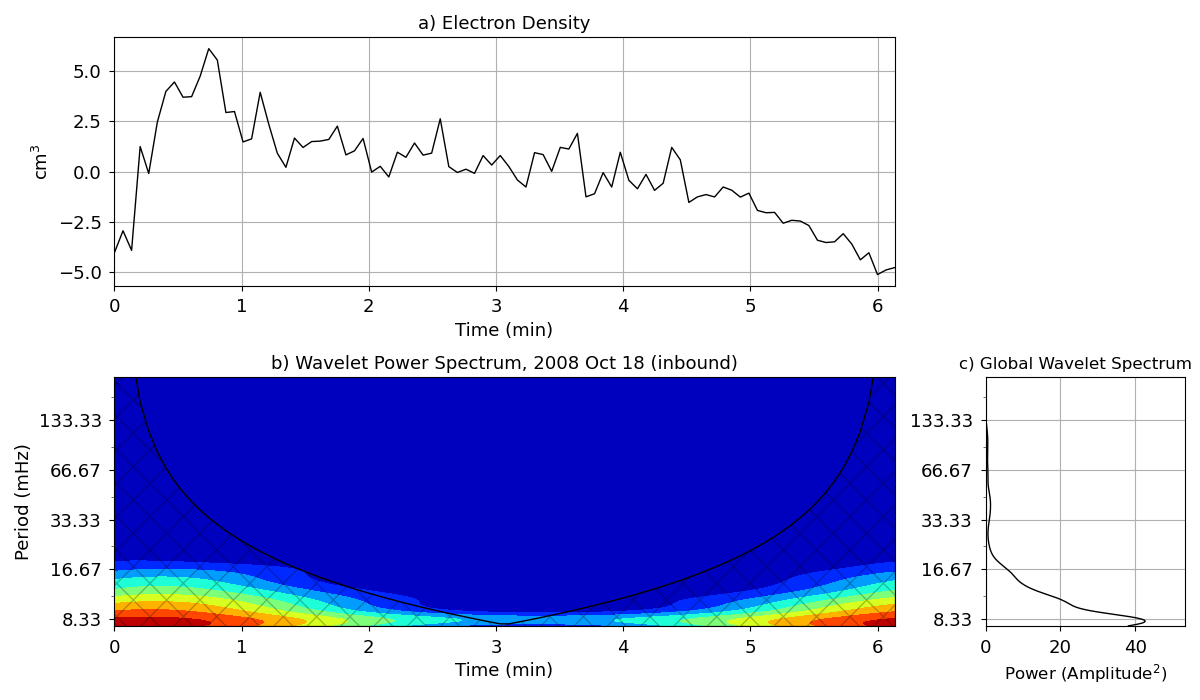 a) Electron Density
cm³
5.0
2.5
0.0
−2.5
−5.0
0 1 2 3 4 5 6
Time (min)
b) Wavelet Power Spectrum, 2008 Oct 18 (inbound)
Period (mHz)
133.33
66.67
33.33
16.67
8.33
0 1 2 3 4 5 6
Time (min)
c) Global Wavelet Spectrum
133.33
66.67
33.33
16.67
8.33
0 20 40
Power (Amplitude²)